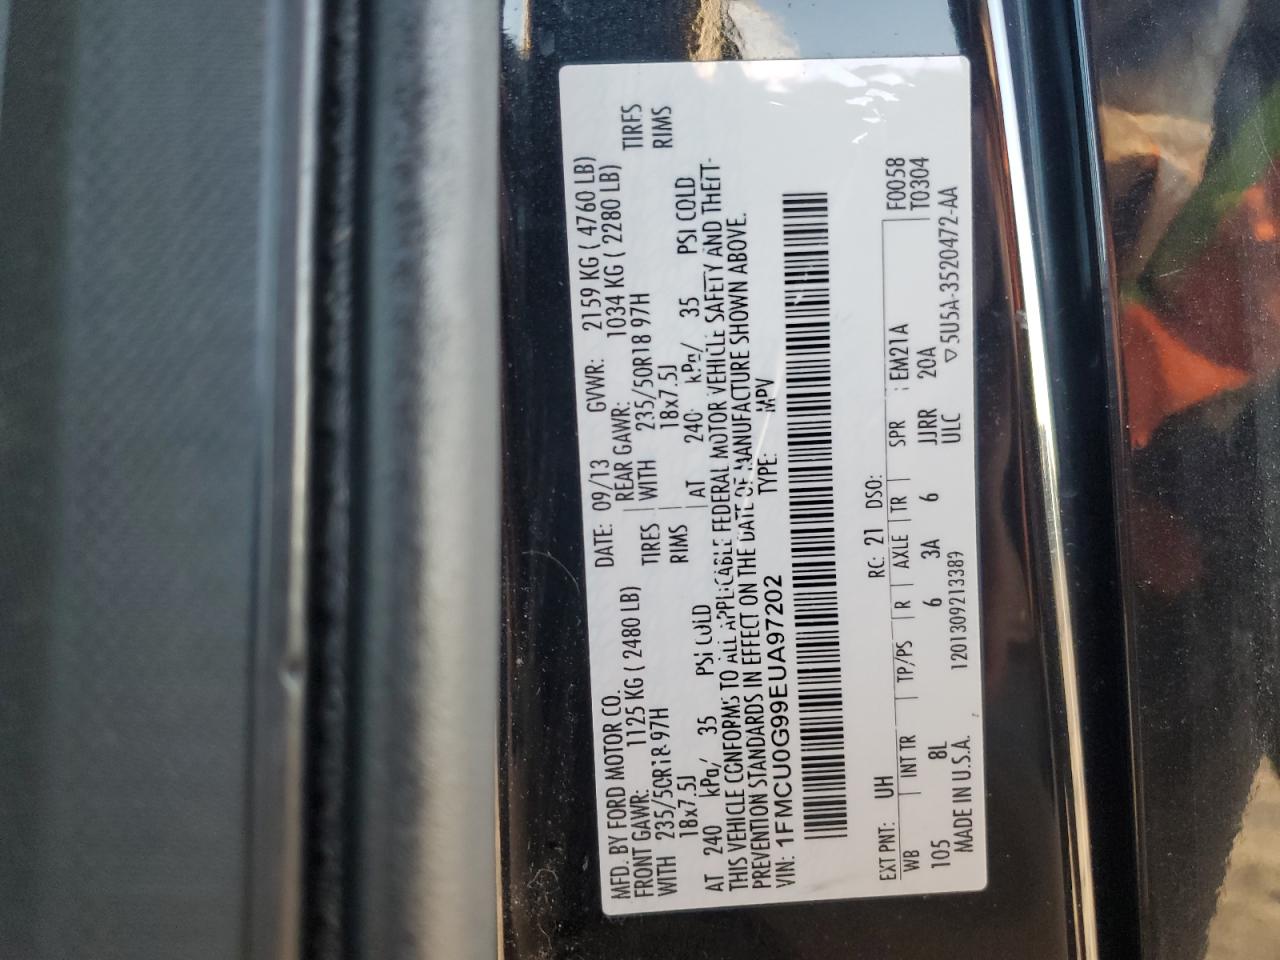 MFD. BY FORD MOTOR CO. DATE: 09/13 GVWR: 2159 KG ( 4760 LB)
FRONT GAWR: 1125 KG ( 2480 LB) REAR GAWR: 1034 KG ( 2280 LB)
WITH 235/50R18 97H TIRES WITH 235/50R18 97H TIRES
18x7.5J RIMS 18x7.5J RIMS
AT 240 kPa/ 35 PSI COLD AT 240 kPa/ 35 PSI COLD
THIS VEHICLE CONFORMS TO ALL APPLICABLE FEDERAL MOTOR VEHICLE SAFETY AND THEFT-
PREVENTION STANDARDS IN EFFECT ON THE DATE OF MANUFACTURE SHOWN ABOVE.
VIN: 1FMCU0G99EUA97202 TYPE: MPV
EXT PNT: UH RC: 21 DSO: F0058
WB INT TR TP/PS R AXLE TR SPR EM21A T0304
105 8L 6 3A 6 JJRR 20A
MADE IN U.S.A. 1201309213389 ULC ▽5U5A-3520472-AA